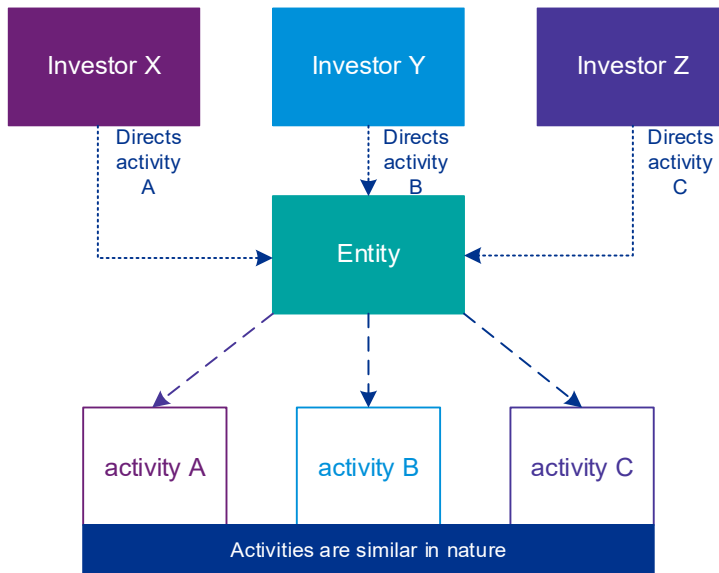 Investor X
Investor Y
Investor Z
Directs
activity
A
Directs
activity
B
Directs
activity
C
Entity
activity A
activity B
activity C
Activities are similar in nature